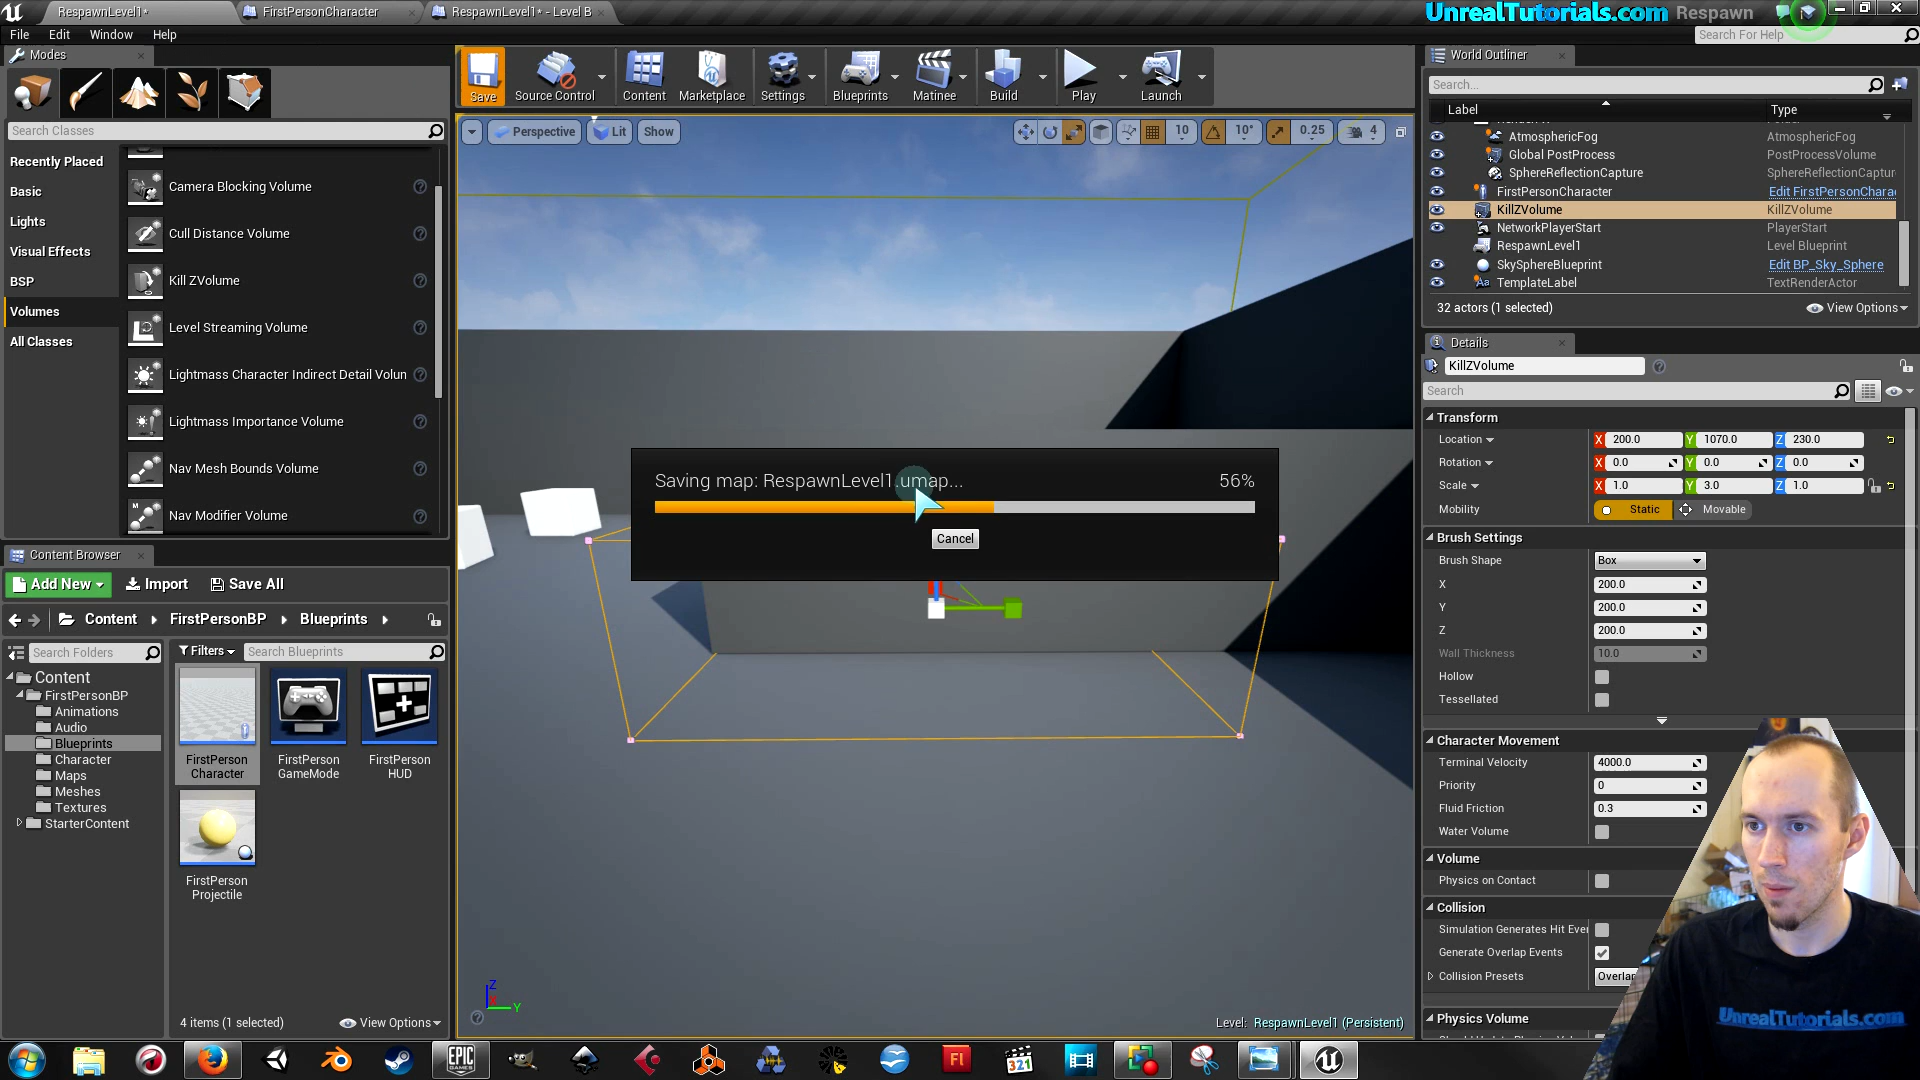 RespawnLevel1*
FirstPersonCharacter
RespawnLevel1* - Level B
UnrealTutorials.com Respawn
File
Edit
Window
Help
Search For Help
Modes
Search Classes
Recently Placed
Basic
Lights
Visual Effects
BSP
Volumes
All Classes
Camera Blocking Volume
Cull Distance Volume
Kill ZVolume
Level Streaming Volume
Lightmass Character Indirect Detail Volun
Lightmass Importance Volume
Nav Mesh Bounds Volume
Nav Modifier Volume
Save
Source Control
Content
Marketplace
Settings
Blueprints
Matinee
Build
Play
Launch
Perspective
Lit
Show
10
10°
0.25
4
Saving map: RespawnLevel1.umap...
56%
Cancel
Z
Y
Level: RespawnLevel1 (Persistent)
World Outliner
Search...
Label
Type
AtmosphericFog
AtmosphericFog
Global PostProcess
PostProcessVolume
SphereReflectionCapture
SphereReflectionCaptur
FirstPersonCharacter
Edit FirstPersonCharac
KillZVolume
KillZVolume
NetworkPlayerStart
PlayerStart
RespawnLevel1
Level Blueprint
SkySphereBlueprint
Edit BP_Sky_Sphere
TemplateLabel
TextRenderActor
32 actors (1 selected)
View Options
Details
KillZVolume
Search
Transform
Location
X 200.0
Y 1070.0
Z 230.0
Rotation
X 0.0
Y 0.0
Z 0.0
Scale
X 1.0
Y 3.0
Z 1.0
Mobility
Static
Movable
Brush Settings
Brush Shape
Box
X
200.0
Y
200.0
Z
200.0
Wall Thickness
10.0
Hollow
Tessellated
Character Movement
Terminal Velocity
4000.0
Priority
0
Fluid Friction
0.3
Water Volume
Volume
Physics on Contact
Collision
Simulation Generates Hit Ever
Generate Overlap Events
Collision Presets
Overlap
Physics Volume
UnrealTutorials.com
Content Browser
Add New
Import
Save All
Content
FirstPersonBP
Blueprints
Search Folders
Filters
Search Blueprints
Content
FirstPersonBP
Animations
Audio
Blueprints
Character
Maps
Meshes
Textures
StarterContent
FirstPerson
Character
FirstPerson
GameMode
FirstPerson
HUD
FirstPerson
Projectile
4 items (1 selected)
View Options
EPIC
GAMES
Fl
321